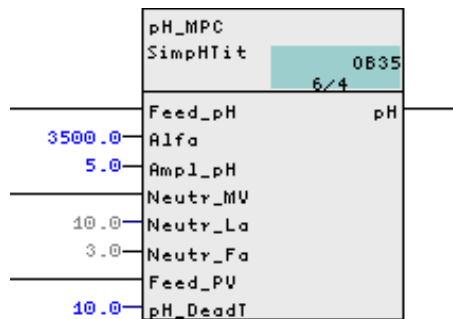 pH_MPC
SimpHTit
OB35
6/4
Feed_pH pH
3500.0 Alfa
5.0 Ampl_pH
Neutr_MV
10.0 Neutr_La
3.0 Neutr_Fa
Feed_PV
10.0 pH_DeadT